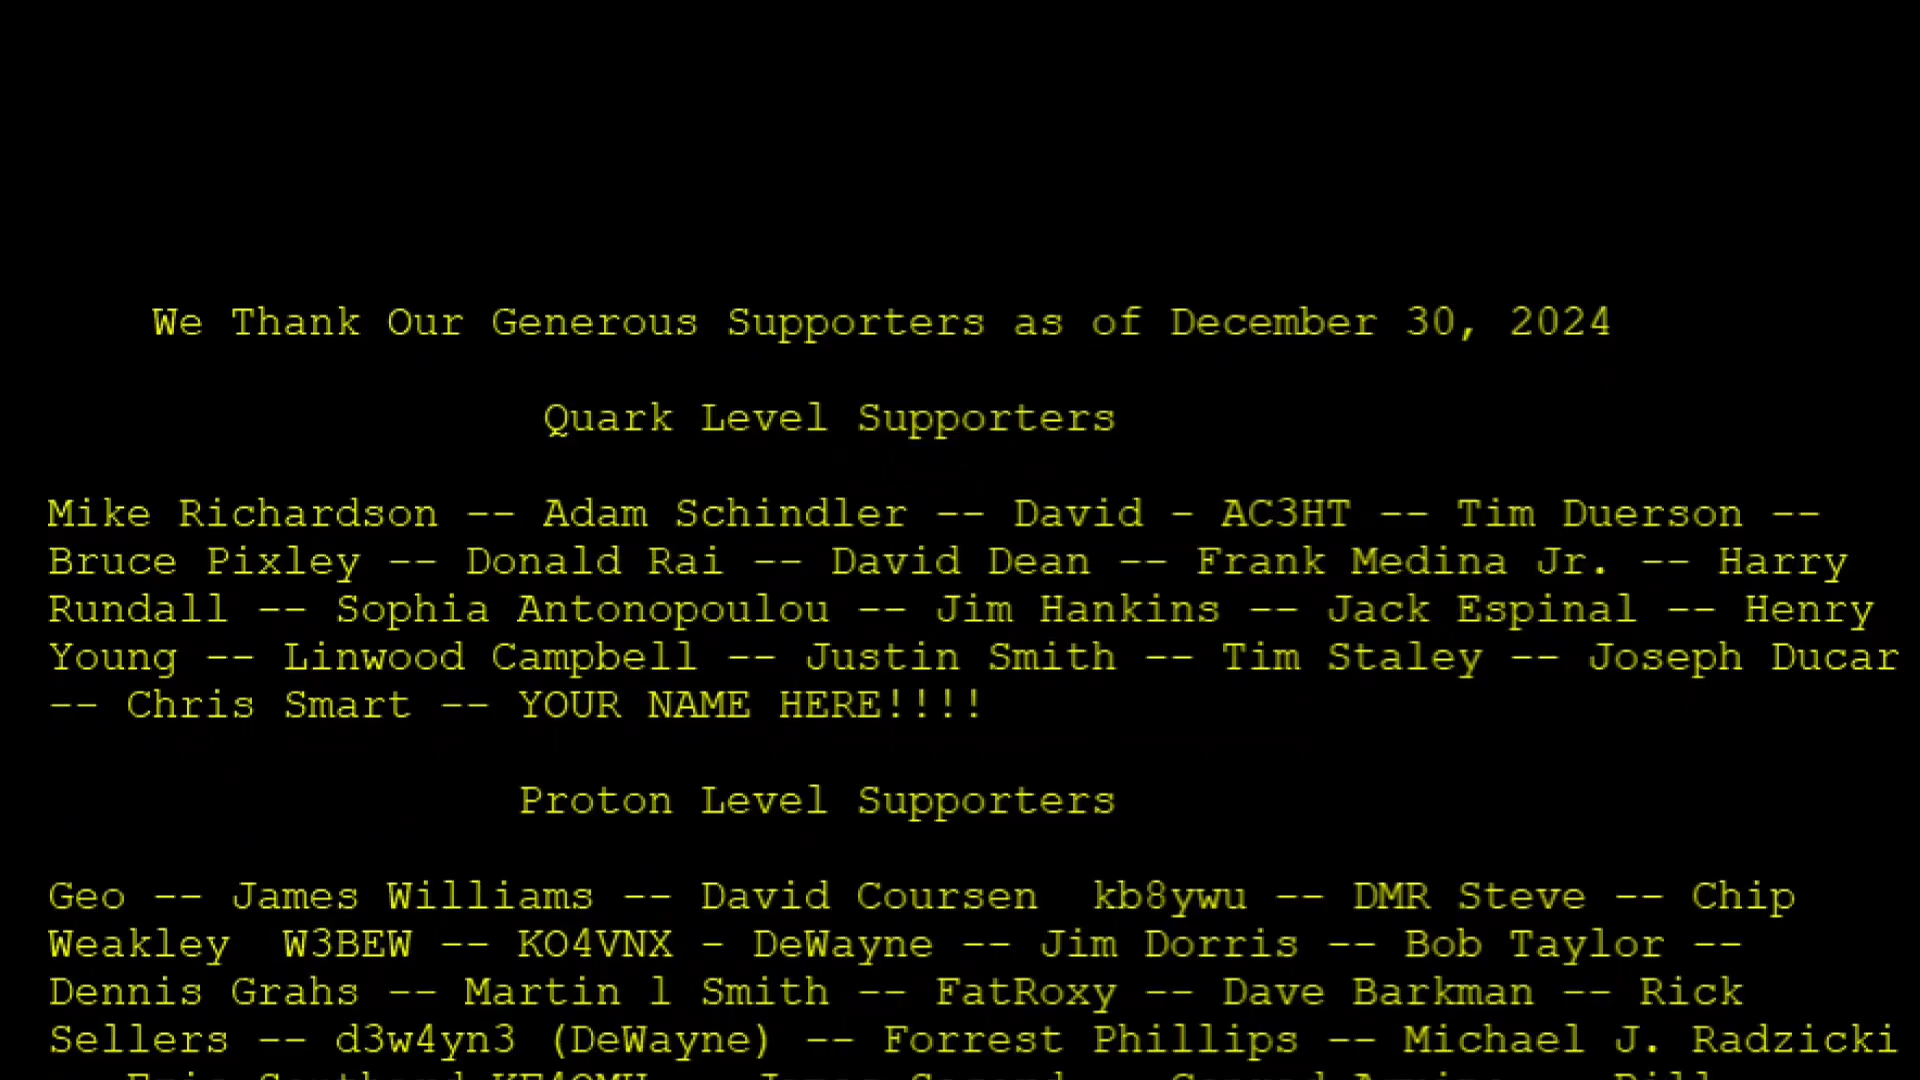 We Thank Our Generous Supporters as of December 30, 2024
Quark Level Supporters
Mike Richardson -- Adam Schindler -- David - AC3HT -- Tim Duerson --
Bruce Pixley -- Donald Rai -- David Dean -- Frank Medina Jr. -- Harry
Rundall -- Sophia Antonopoulou -- Jim Hankins -- Jack Espinal -- Henry
Young -- Linwood Campbell -- Justin Smith -- Tim Staley -- Joseph Ducar
-- Chris Smart -- YOUR NAME HERE!!!!
Proton Level Supporters
Geo -- James Williams -- David Coursen  kb8ywu -- DMR Steve -- Chip
Weakley  W3BEW -- KO4VNX - DeWayne -- Jim Dorris -- Bob Taylor --
Dennis Grahs -- Martin l Smith -- FatRoxy -- Dave Barkman -- Rick
Sellers -- d3w4yn3 (DeWayne) -- Forrest Phillips -- Michael J. Radzicki